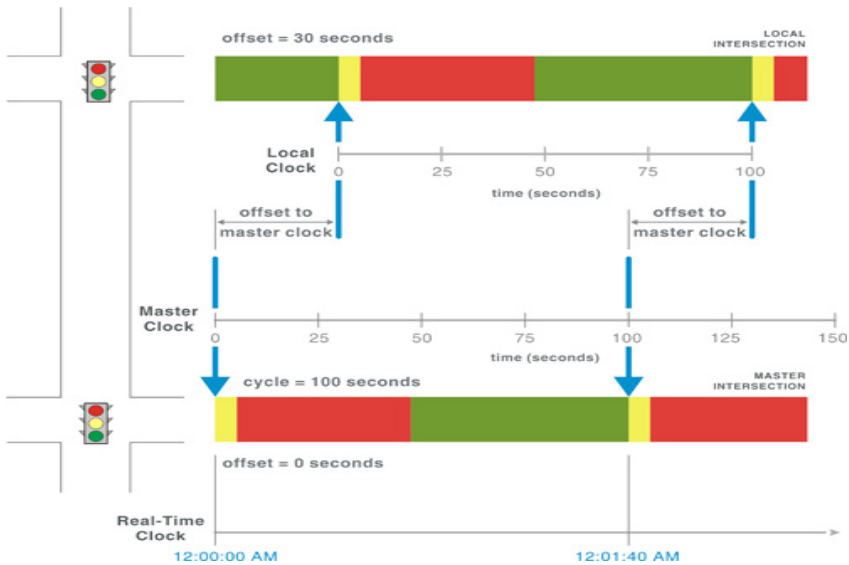 offset = 30 seconds
LOCAL
INTERSECTION
Local
Clock
0 25 50 75 100
time (seconds)
offset to
master clock
offset to
master clock
Master
Clock
0 25 50 75 100 125 150
time (seconds)
cycle = 100 seconds
MASTER
INTERSECTION
offset = 0 seconds
Real-Time
Clock
12:00:00 AM 12:01:40 AM